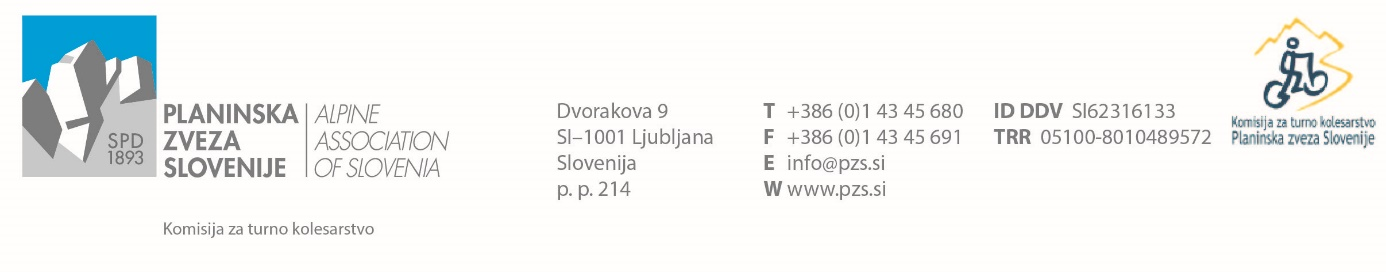 SPD
1893
PLANINSKA
ZVEZA
SLOVENIJE
ALPINE
ASSOCIATION
OF SLOVENIA
Komisija za turno kolesarstvo
Dvorakova 9
SI–1001 Ljubljana
Slovenija
p. p. 214
T +386 (0)1 43 45 680
F +386 (0)1 43 45 691
E info@pzs.si
W www.pzs.si
ID DDV SI62316133
TRR 05100-8010489572
Komisija za turno kolesarstvo
Planinska zveza Slovenije